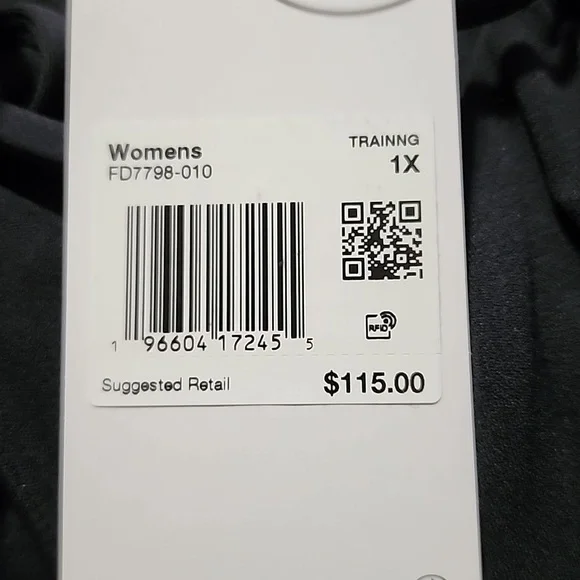 Womens
TRAINNG
FD7798-010
1X
RFID
1 96604 17245 5
Suggested Retail
$115.00